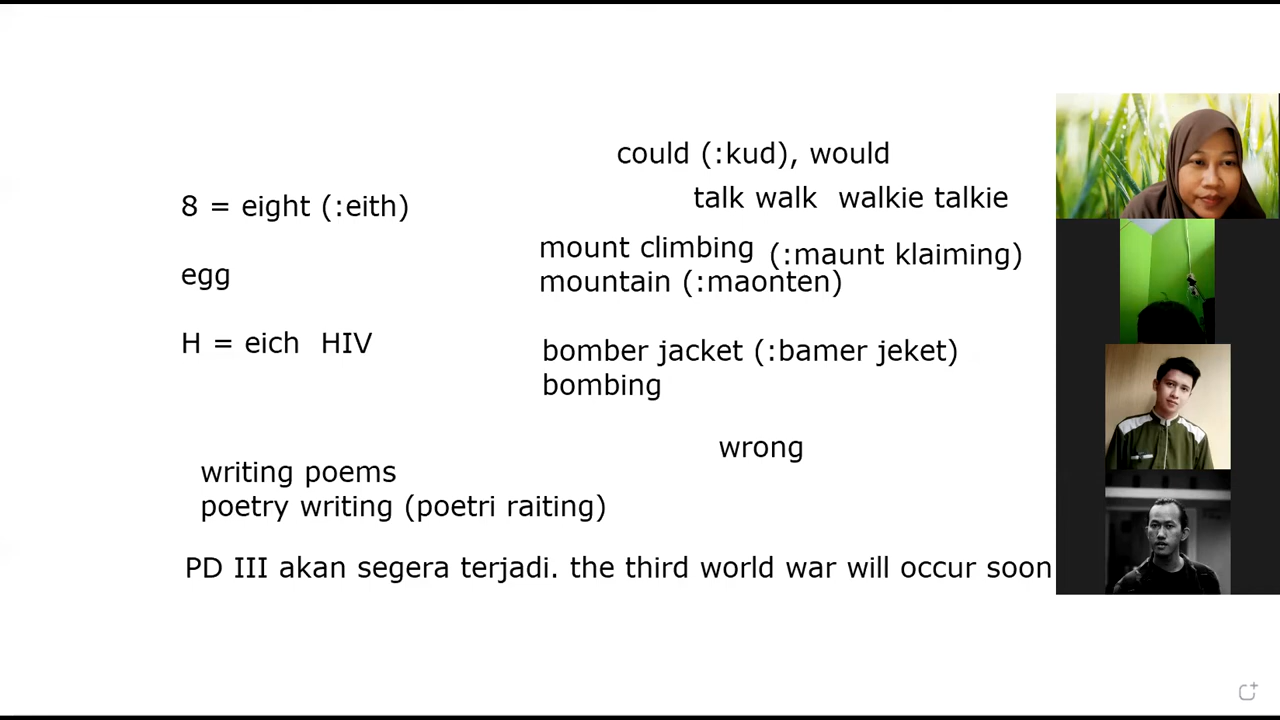 could (:kud), would
talk walk  walkie talkie
8 = eight (:eith)
mount climbing (:maunt klaiming)
egg
mountain (:maonten)
H = eich  HIV
bomber jacket (:bamer jeket)
bombing
wrong
writing poems
poetry writing (poetri raiting)
PD III akan segera terjadi. the third world war will occur soon